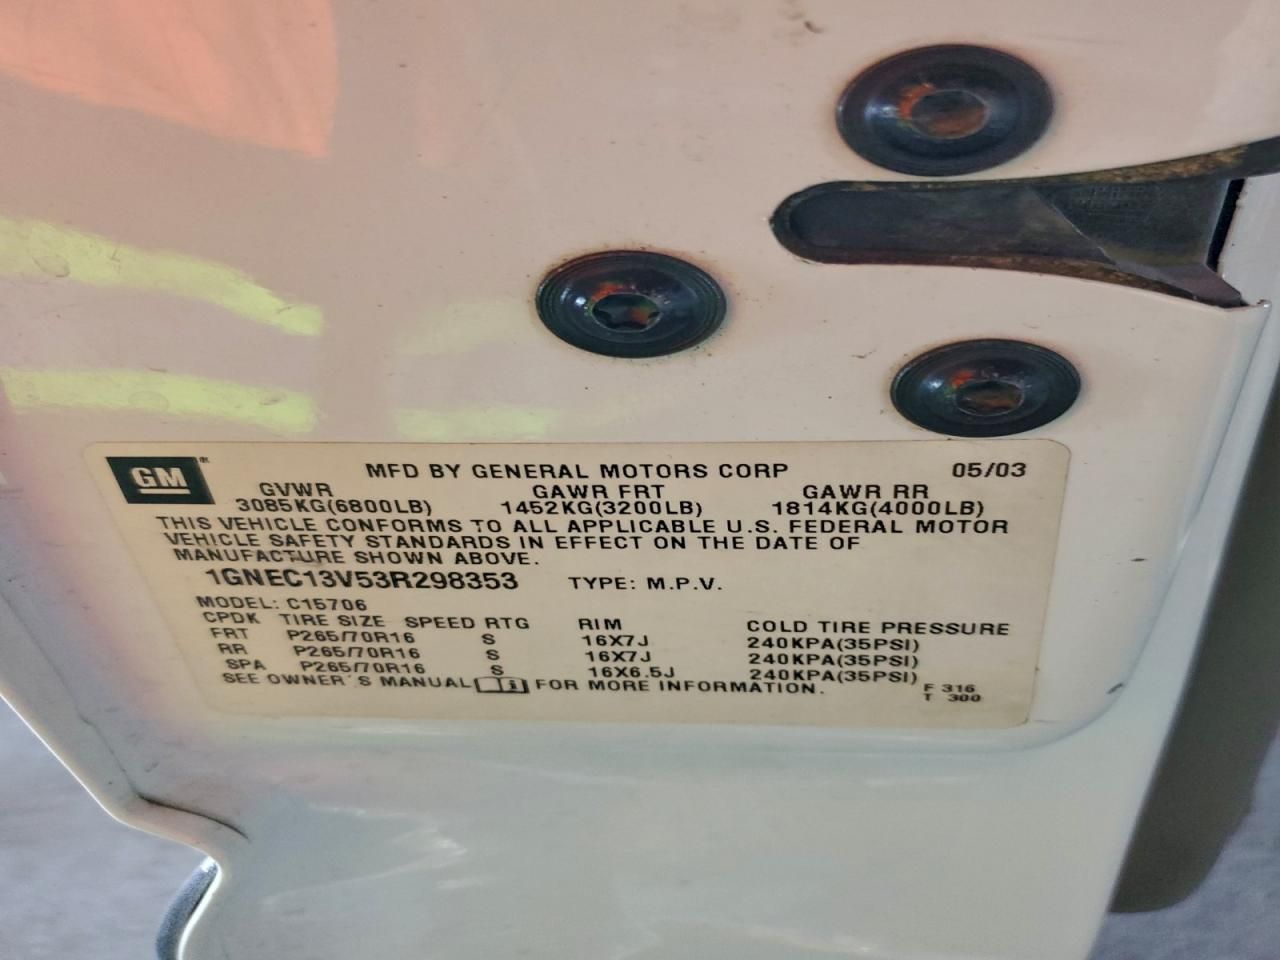 GM
MFD BY GENERAL MOTORS CORP 05/03
GVWR GAWR FRT GAWR RR
3085KG(6800LB) 1452KG(3200LB) 1814KG(4000LB)
THIS VEHICLE CONFORMS TO ALL APPLICABLE U.S. FEDERAL MOTOR
VEHICLE SAFETY STANDARDS IN EFFECT ON THE DATE OF
MANUFACTURE SHOWN ABOVE.
1GNEC13V53R298353 TYPE: M.P.V.
MODEL: C15706
CPDK TIRE SIZE SPEED RTG RIM COLD TIRE PRESSURE
FRT P265/70R16 S 16X7J 240KPA(35PSI)
RR P265/70R16 S 16X7J 240KPA(35PSI)
SPA P265/70R16 S 16X6.5J 240KPA(35PSI)
SEE OWNER'S MANUAL FOR MORE INFORMATION. F 316
T 300